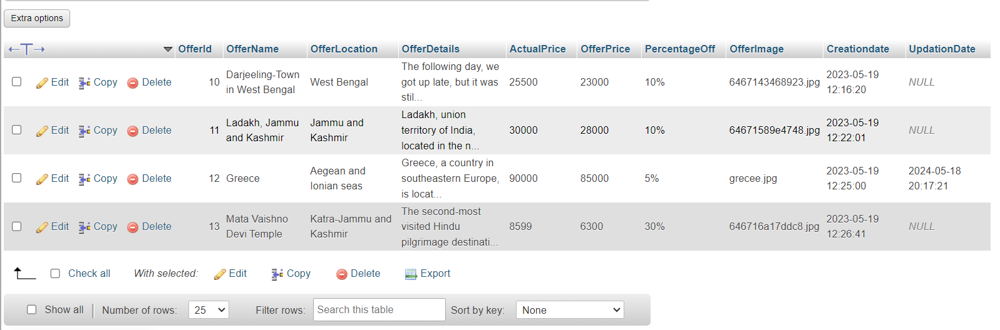 Extra options
OfferId OfferName OfferLocation OfferDetails ActualPrice OfferPrice PercentageOff OfferImage Creationdate UpdationDate
Edit Copy Delete 10 Darjeeling-Town in West Bengal West Bengal The following day, we got up late, but it was stil... 25500 23000 10% 6467143468923.jpg 2023-05-19 12:16:20 NULL
Edit Copy Delete 11 Ladakh, Jammu and Kashmir Jammu and Kashmir Ladakh, union territory of India, located in the n... 30000 28000 10% 64671589e4748.jpg 2023-05-19 12:22:01 NULL
Edit Copy Delete 12 Greece Aegean and Ionian seas Greece, a country in southeastern Europe, is locat... 90000 85000 5% grecee.jpg 2023-05-19 12:25:00 2024-05-18 20:17:21
Edit Copy Delete 13 Mata Vaishno Devi Temple Katra-Jammu and Kashmir The second-most visited Hindu pilgrimage destinati... 8599 6300 30% 646716a17ddc8.jpg 2023-05-19 12:26:41 NULL
Check all With selected: Edit Copy Delete Export
Show all Number of rows: 25 Filter rows: Search this table Sort by key: None